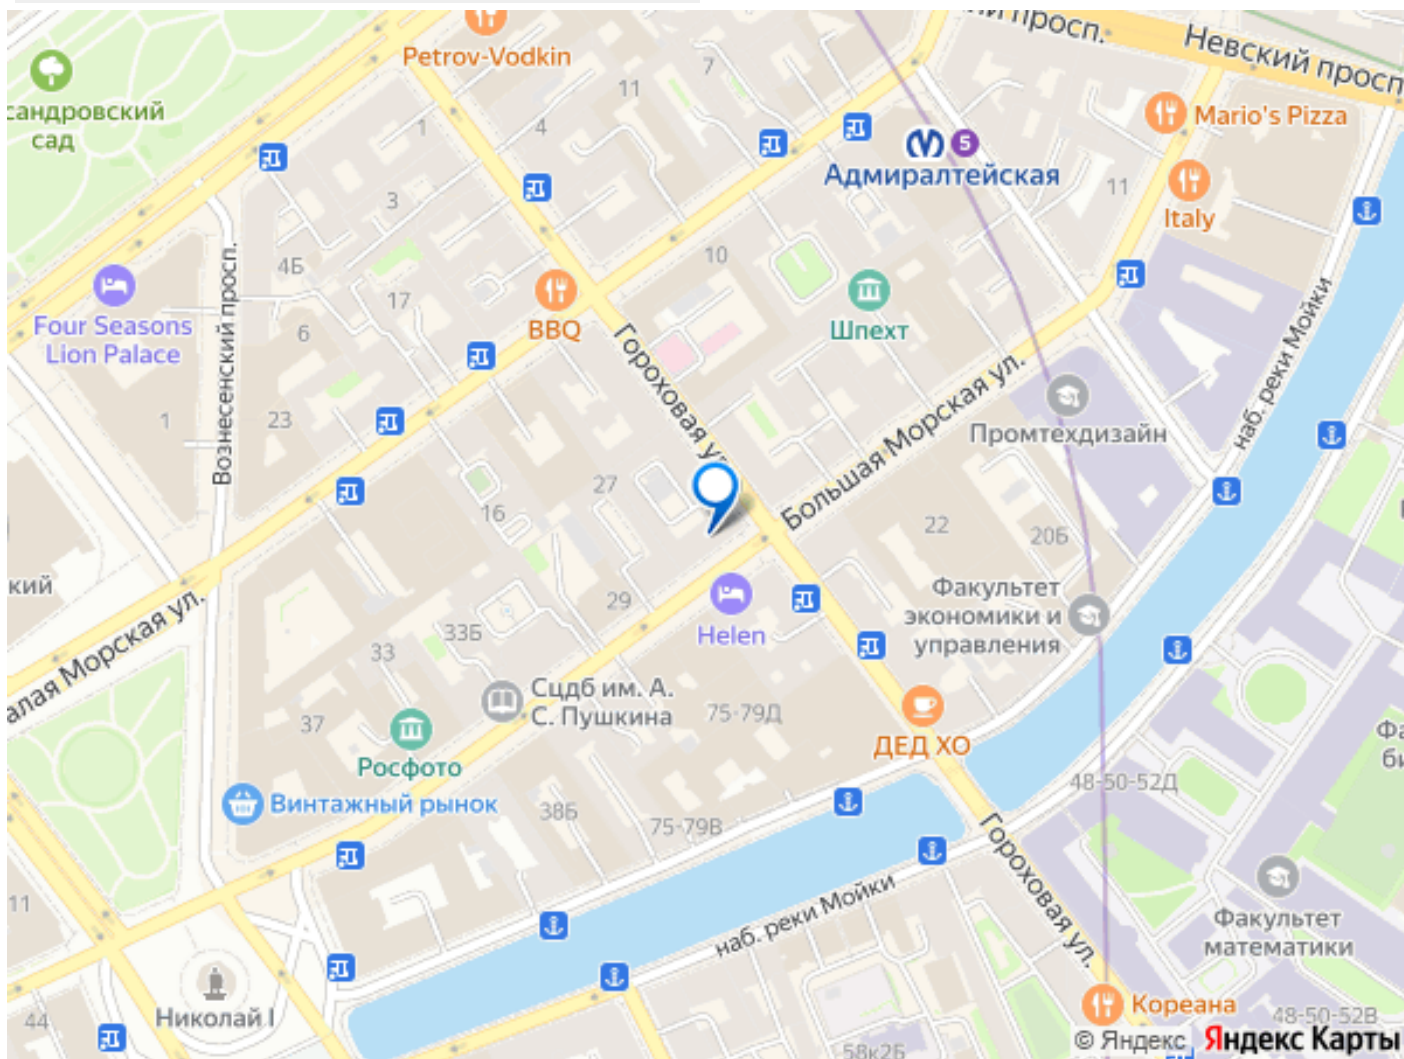 Petrov-Vodkin
7
11
ий просп.
Невский просп
Mario's Pizza
сандровский
сад
1
4
5
Адмиралтейская
11
Italy
3
4Б
10
17
BBQ
Шпехт
Four Seasons
Lion Palace
6
Вознесенский просп.
Гороховая ул.
Большая Морская ул.
наб. реки Мойки
1
23
Промтехдизайн
27
16
22
20Б
кий
29
Helen
Факультет
экономики и
управления
алая Морская ул.
33Б
33
Сцдб им. А.
С. Пушкина
75-79Д
37
Росфото
ДЕД ХО
Фа
би
48-50-52Д
Винтажный рынок
38Б
75-79В
Гороховая ул.
11
наб. реки Мойки
Факультет
математики
Николай I
44
Кореана
48-50-52В
58к2Б
© Яндекс Яндекс Карты